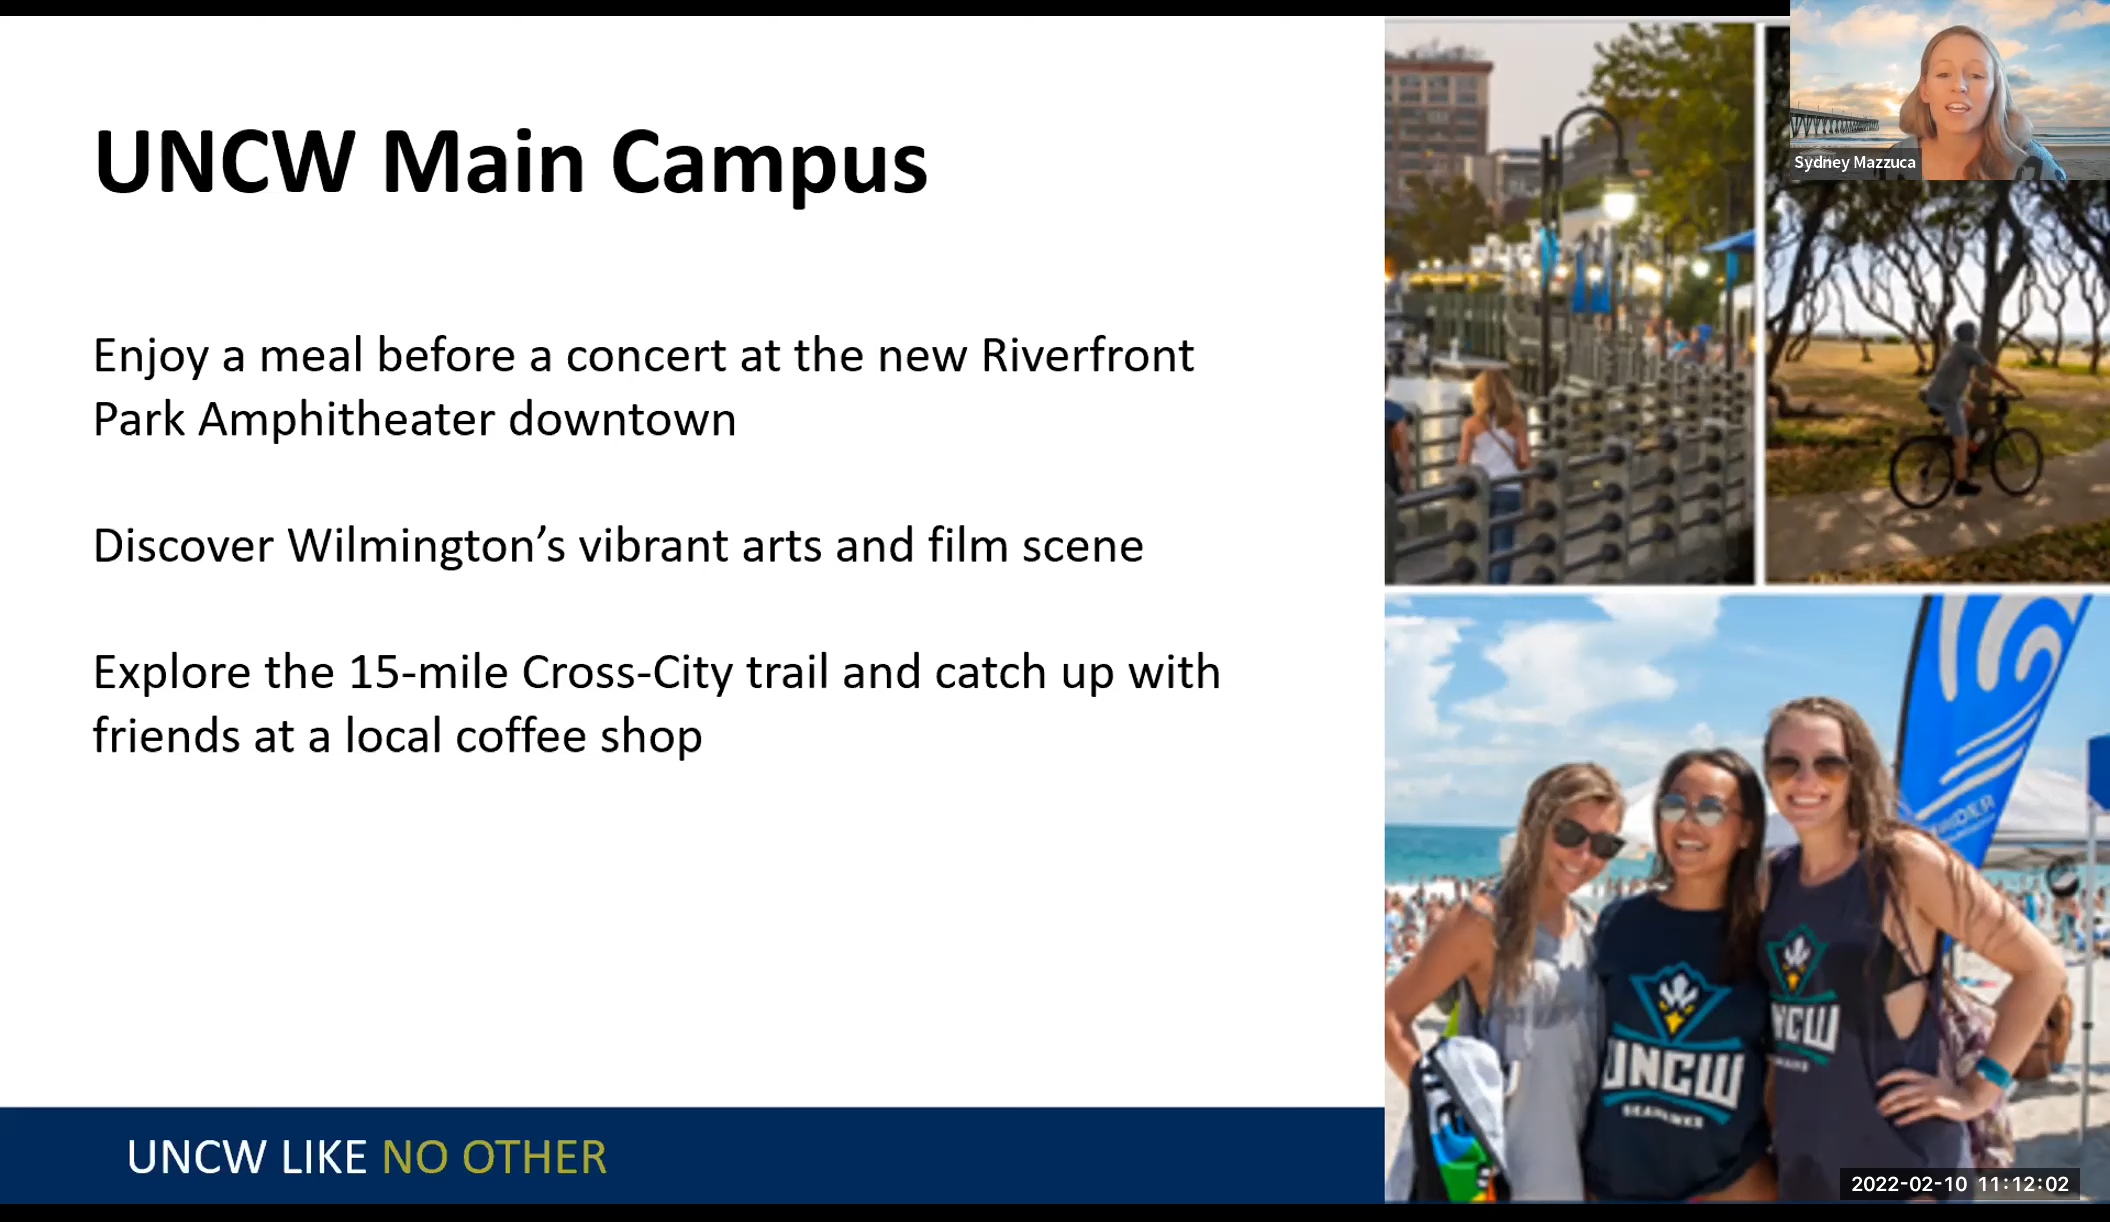 UNCW Main Campus
Sydney Mazzuca
Enjoy a meal before a concert at the new Riverfront
Park Amphitheater downtown
Discover Wilmington’s vibrant arts and film scene
Explore the 15-mile Cross-City trail and catch up with
friends at a local coffee shop
UNCW
SEAHAWKS
UNCW LIKE NO OTHER
2022-02-10 11:12:02